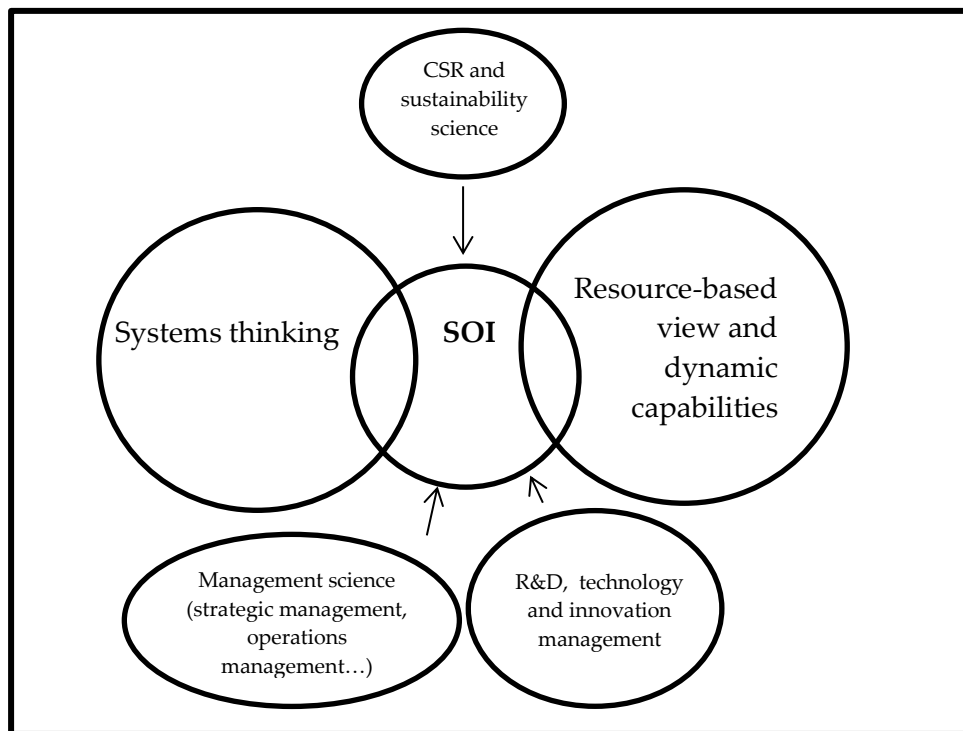 CSR and
sustainability
science
Systems thinking
SOI
Resource-based
view and
dynamic
capabilities
Management science
(strategic management,
operations
management…)
R&D, technology
and innovation
management